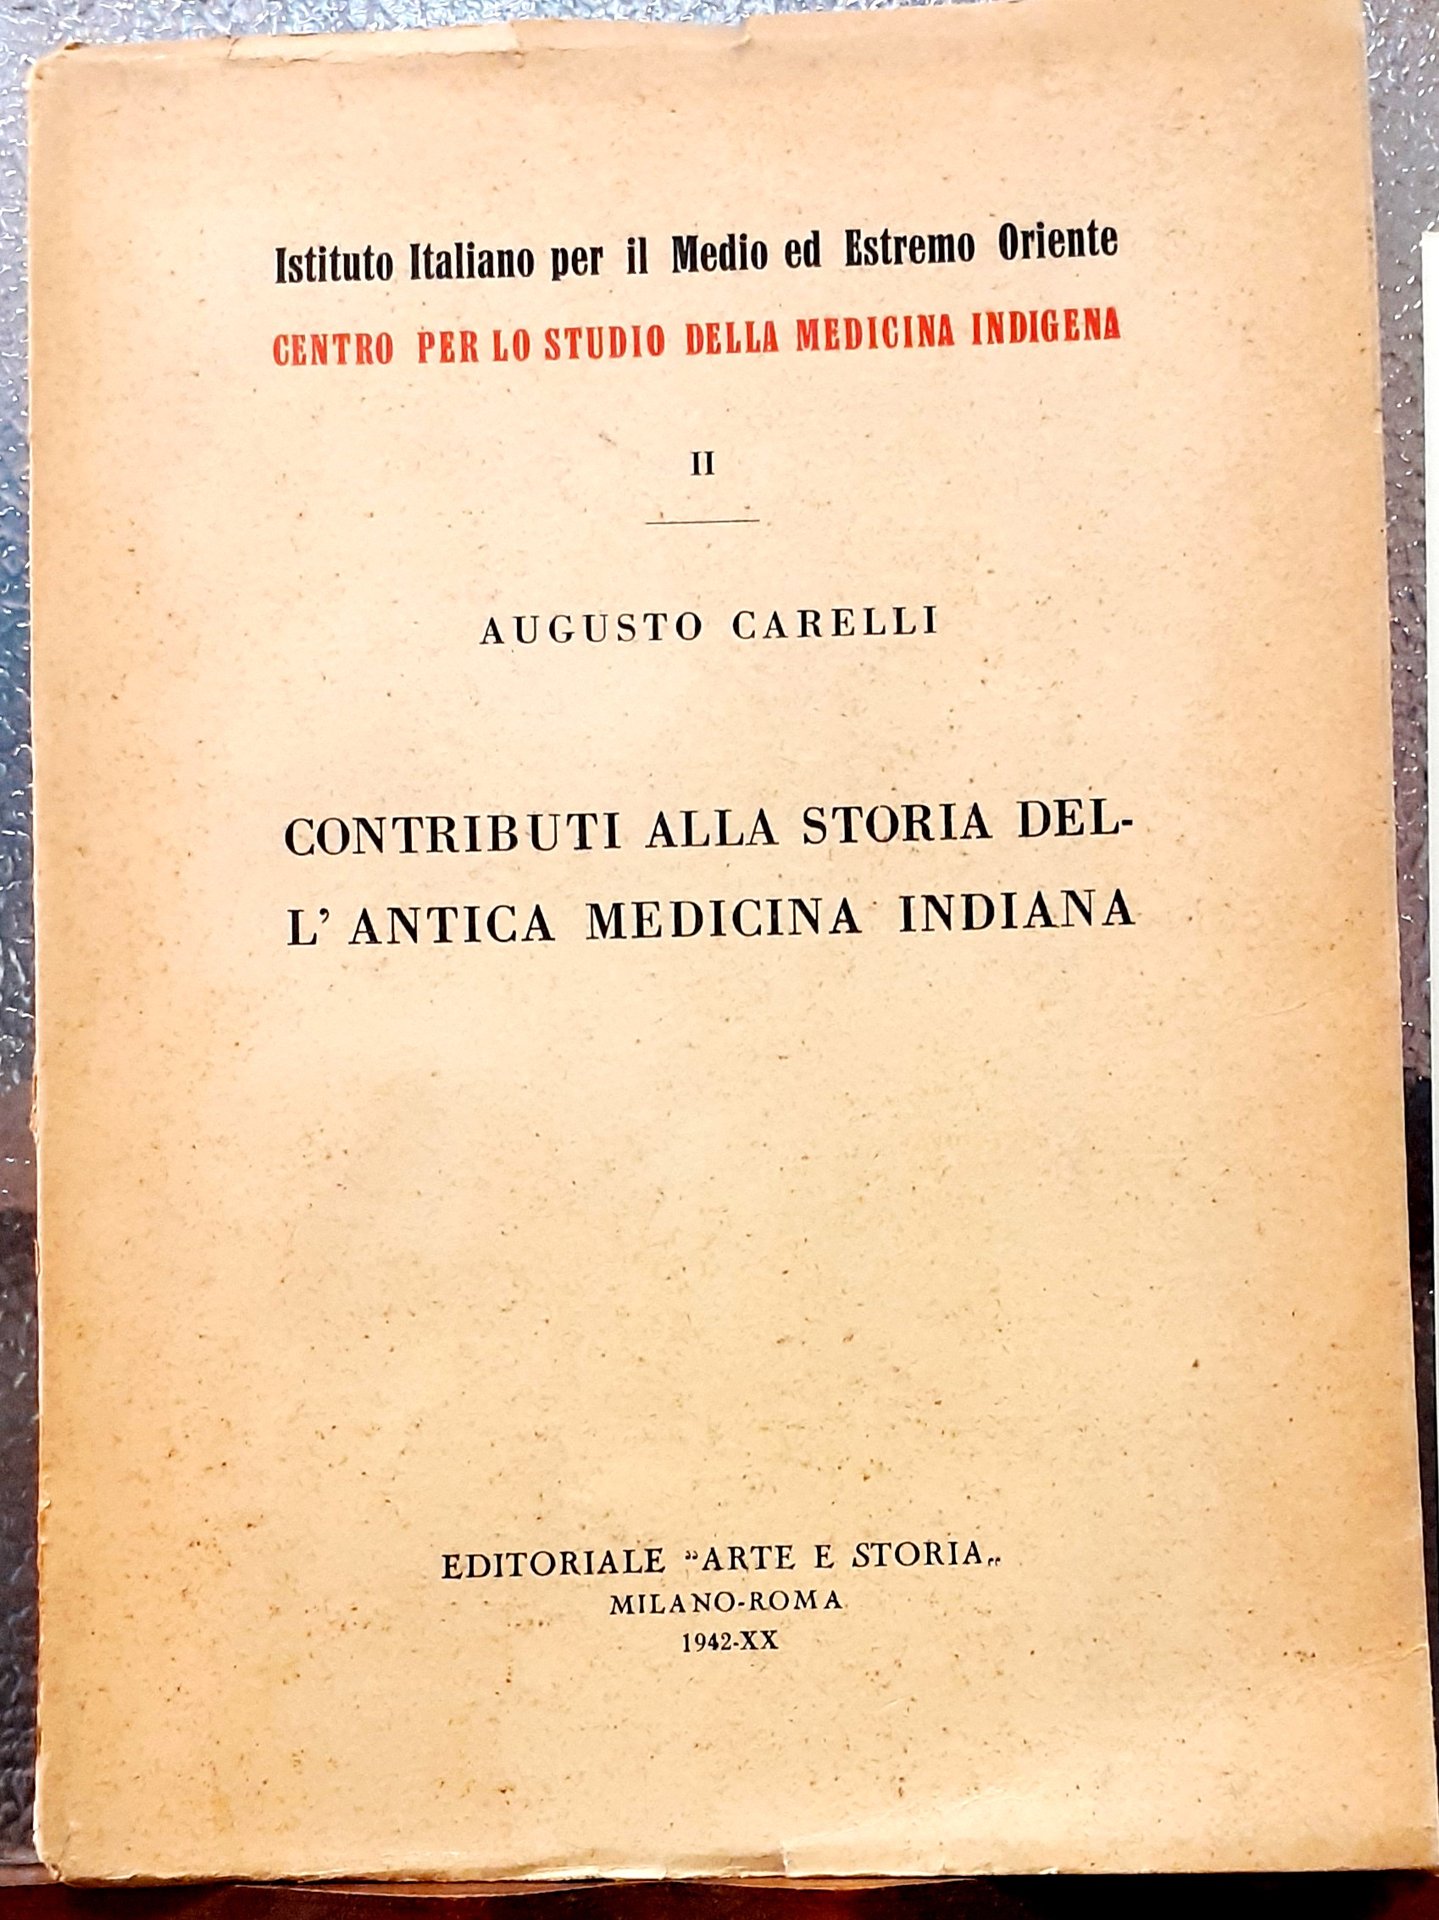 Istituto Italiano per il Medio ed Estremo Oriente
CENTRO PER LO STUDIO DELLA MEDICINA INDIGENA
II
AUGUSTO CARELLI
CONTRIBUTI ALLA STORIA DEL-
L' ANTICA MEDICINA INDIANA
EDITORIALE "ARTE E STORIA„
MILANO-ROMA
1942-XX